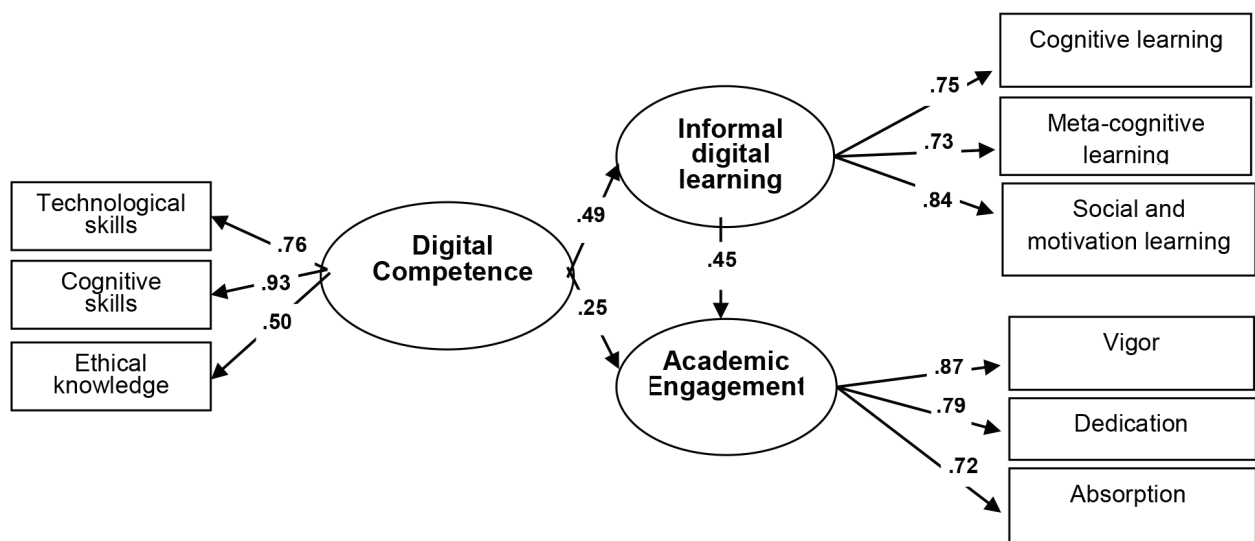 Technological
skills
Cognitive
skills
Ethical
knowledge
.76
.93
.50
Digital
Competence
.49
.25
Informal
digital
learning
.45
Academic
Engagement
.75
.73
.84
Cognitive learning
Meta-cognitive
learning
Social and
motivation learning
.87
.79
.72
Vigor
Dedication
Absorption